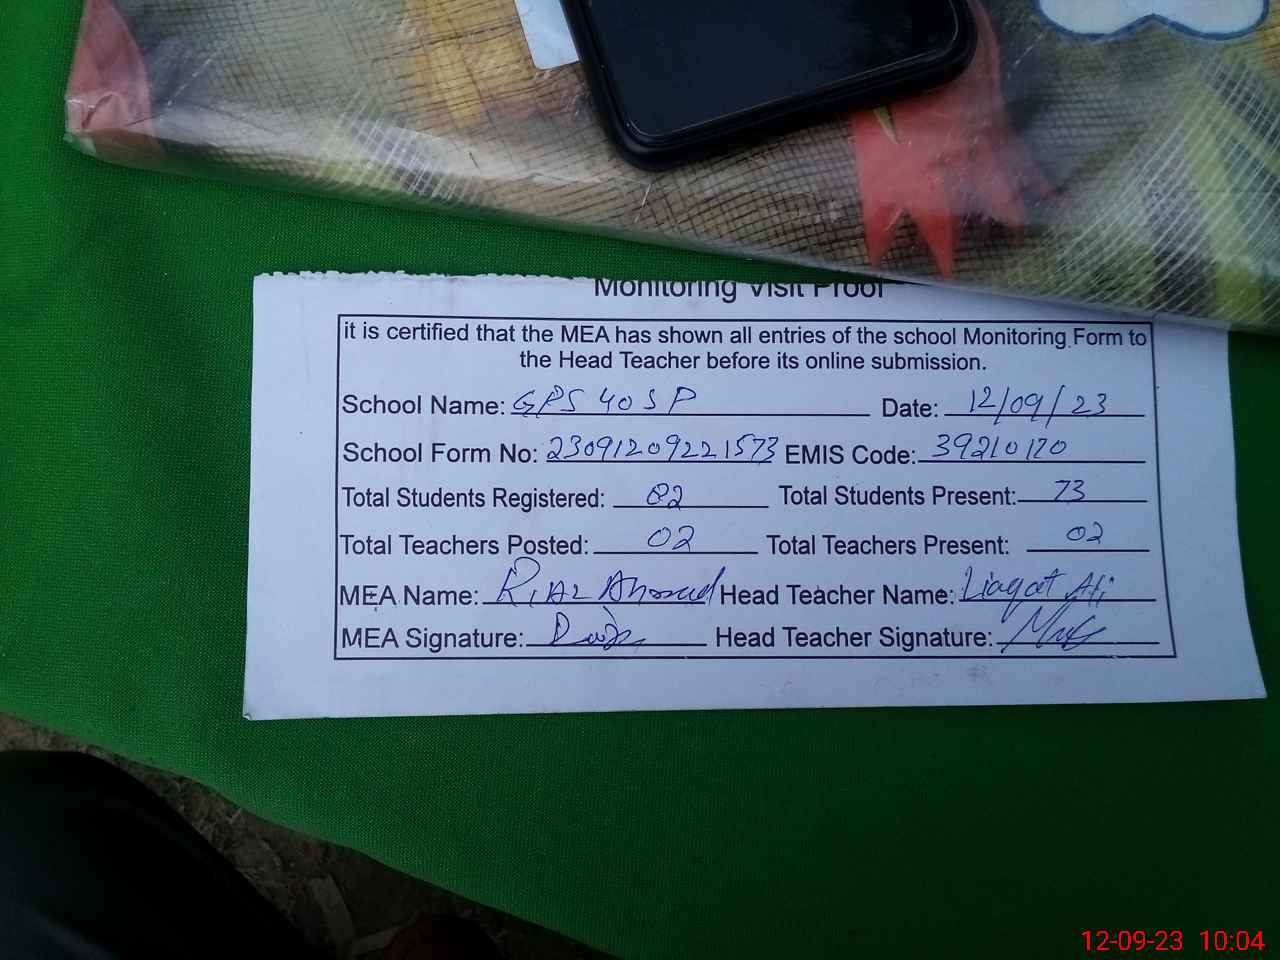 Monitoring Visit Proof
it is certified that the MEA has shown all entries of the school Monitoring Form to
the Head Teacher before its online submission.
School Name: GPS 40 SP Date: 12/09/23
School Form No: 23091209221573 EMIS Code: 39210170
Total Students Registered: 82 Total Students Present: 73
Total Teachers Posted: 02 Total Teachers Present: 02
MEA Name: Riaz Ahmad Head Teacher Name: Liaqat Ali
MEA Signature: Head Teacher Signature:
12-09-23 10:04